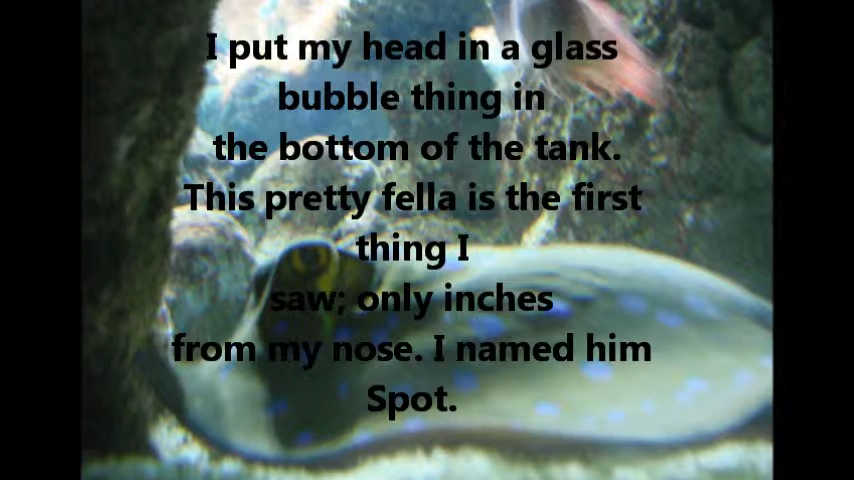 I put my head in a glass
bubble thing in
the bottom of the tank.
This pretty fella is the first
thing I
saw; only inches
from my nose. I named him
Spot.